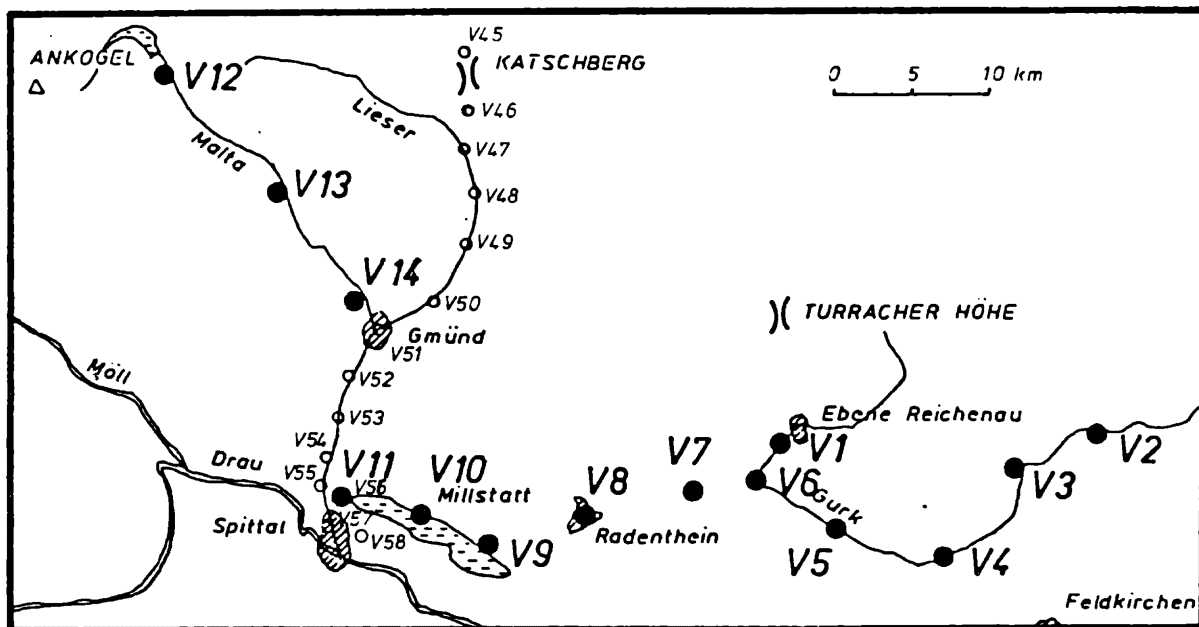 V45
ANKOGEL
V12
KATSCHBERG
0 5 10 km
Lieser
V46
Malta
V47
V13
V48
V49
V14
V50
TURRACHER HÖHE
Gmünd
V51
Möll
V52
Ebene Reichenau
V53
V1
V2
V54
Drau
V11
V10
V7
V55
V56
Millstatt
V8
V6
V3
Gurk
Spittal
V57
V58
Radenthein
V9
V5
V4
Feldkirchen